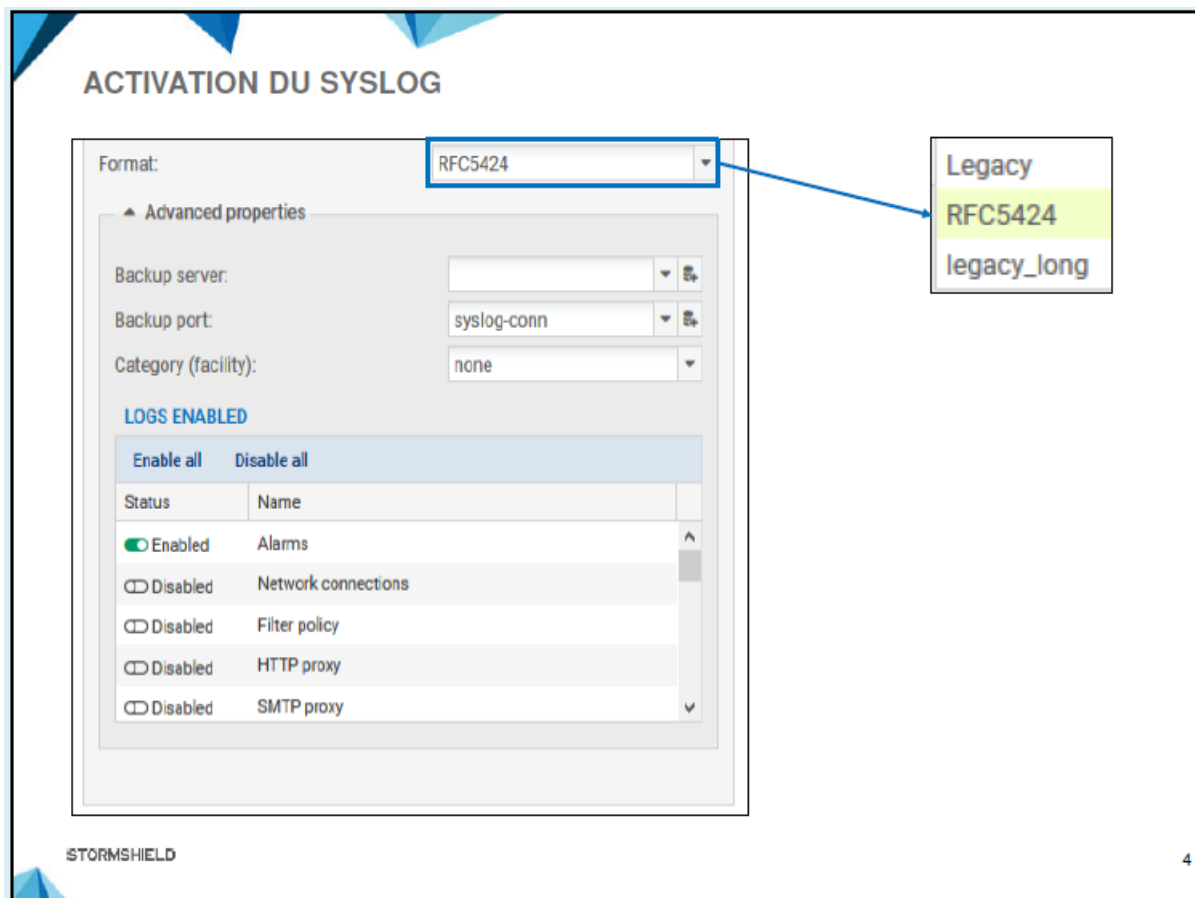 ACTIVATION DU SYSLOG
Format:
RFC5424
Legacy
RFC5424
legacy_long
Advanced properties
Backup server:
Backup port:
syslog-conn
Category (facility):
none
LOGS ENABLED
Enable all Disable all
Status Name
Enabled Alarms
Disabled Network connections
Disabled Filter policy
Disabled HTTP proxy
Disabled SMTP proxy
STORMSHIELD
4